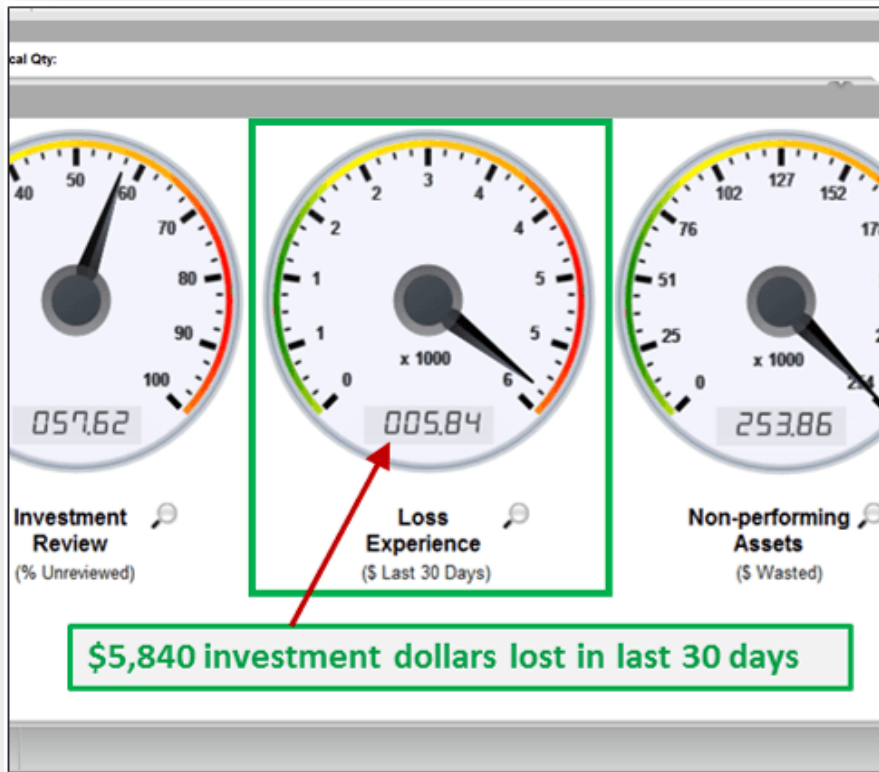 cal Qty:
40 50 60 70 80 90 100
057.62
Investment
Review
(% Unreviewed)
0 1 1 2 2 3 4 4 5 5 6
x 1000
005.84
Loss
Experience
($ Last 30 Days)
0 25 51 76 102 127 152 178
x 1000
253.86
Non-performing
Assets
($ Wasted)
$5,840 investment dollars lost in last 30 days